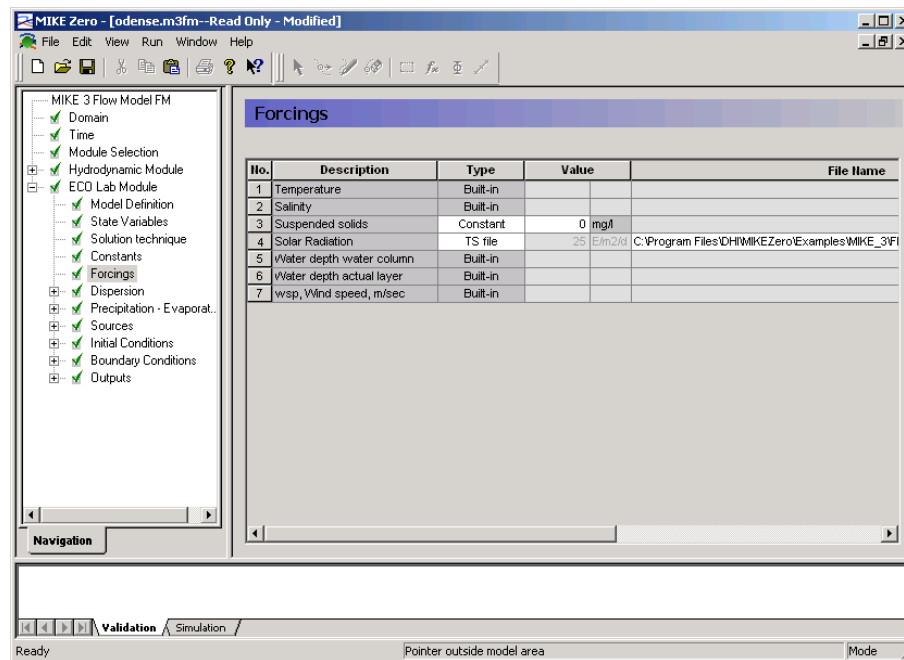 MIKE Zero - [odense.m3fm--Read Only - Modified]
File Edit View Run Window Help
MIKE 3 Flow Model FM
Domain
Time
Module Selection
Hydrodynamic Module
ECO Lab Module
Model Definition
State Variables
Solution technique
Constants
Forcings
Dispersion
Precipitation - Evaporat..
Sources
Initial Conditions
Boundary Conditions
Outputs
Navigation
Forcings
No. Description Type Value File Name
1 Temperature Built-in
2 Salinity Built-in
3 Suspended solids Constant 0 mg/l
4 Solar Radiation TS file 25 E/m2/d C:\Program Files\DHI\MIKEZero\Examples\MIKE_3\Fl
5 Water depth water column Built-in
6 Water depth actual layer Built-in
7 wsp, Wind speed, m/sec Built-in
Validation Simulation
Ready Pointer outside model area Mode